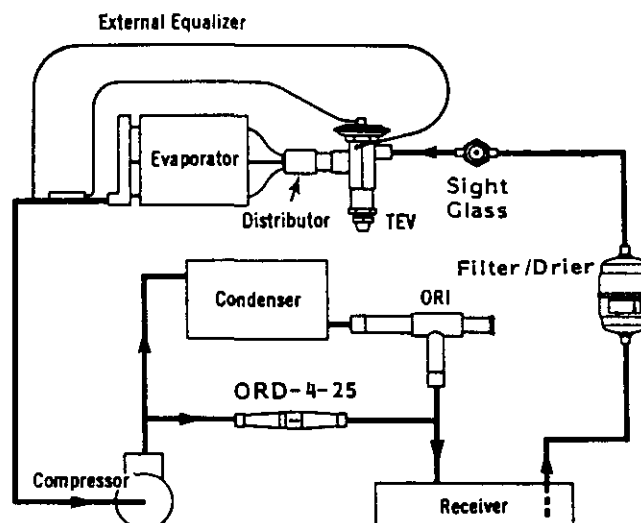 External Equalizer
Evaporator
Distributor
TEV
Sight
Glass
Filter/Drier
Condenser
ORI
ORD-4-25
Compressor
Receiver